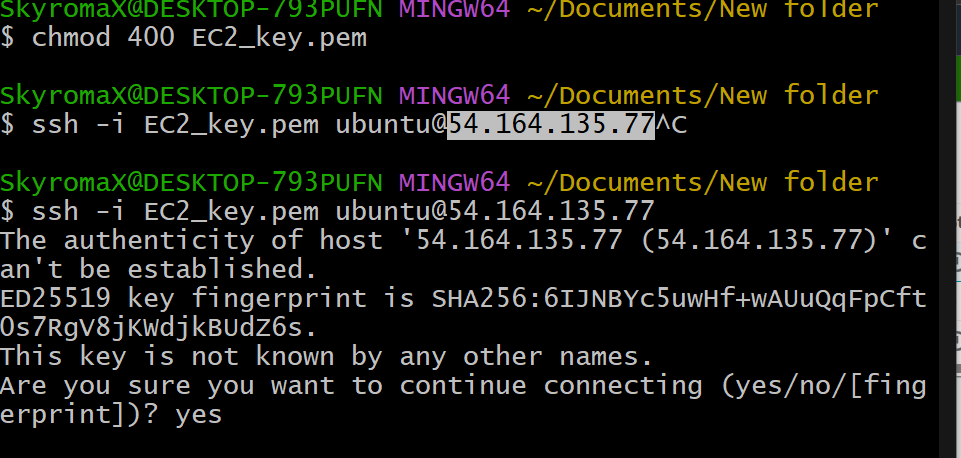 SkyromaX@DESKTOP-793PUFN MINGW64 ~/Documents/New folder
$ chmod 400 EC2_key.pem
SkyromaX@DESKTOP-793PUFN MINGW64 ~/Documents/New folder
$ ssh -i EC2_key.pem ubuntu@54.164.135.77^C
SkyromaX@DESKTOP-793PUFN MINGW64 ~/Documents/New folder
$ ssh -i EC2_key.pem ubuntu@54.164.135.77
The authenticity of host '54.164.135.77 (54.164.135.77)' c
an't be established.
ED25519 key fingerprint is SHA256:6IJNBYc5uwHf+wAUuQqFpCft
0s7RgV8jKWdjkBUdZ6s.
This key is not known by any other names.
Are you sure you want to continue connecting (yes/no/[fing
erprint])? yes